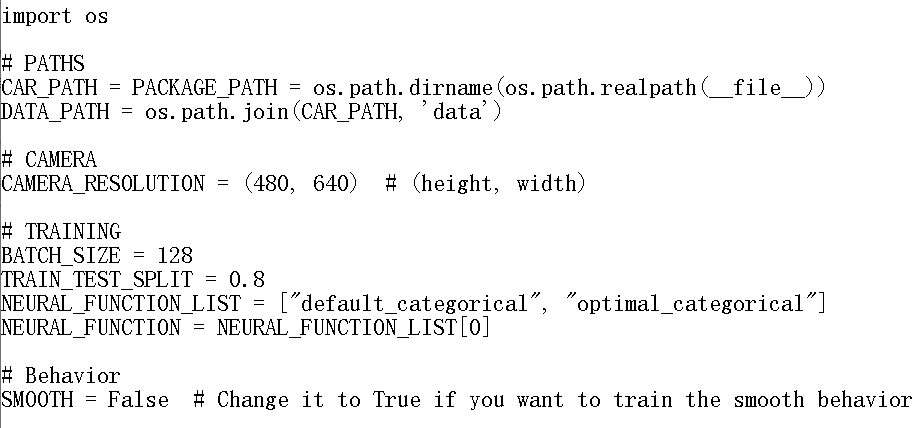 import os
# PATHS
CAR_PATH = PACKAGE_PATH = os.path.dirname(os.path.realpath(__file__))
DATA_PATH = os.path.join(CAR_PATH, 'data')
# CAMERA
CAMERA_RESOLUTION = (480, 640)  # (height, width)
# TRAINING
BATCH_SIZE = 128
TRAIN_TEST_SPLIT = 0.8
NEURAL_FUNCTION_LIST = ["default_categorical", "optimal_categorical"]
NEURAL_FUNCTION = NEURAL_FUNCTION_LIST[0]
# Behavior
SMOOTH = False  # Change it to True if you want to train the smooth behavior